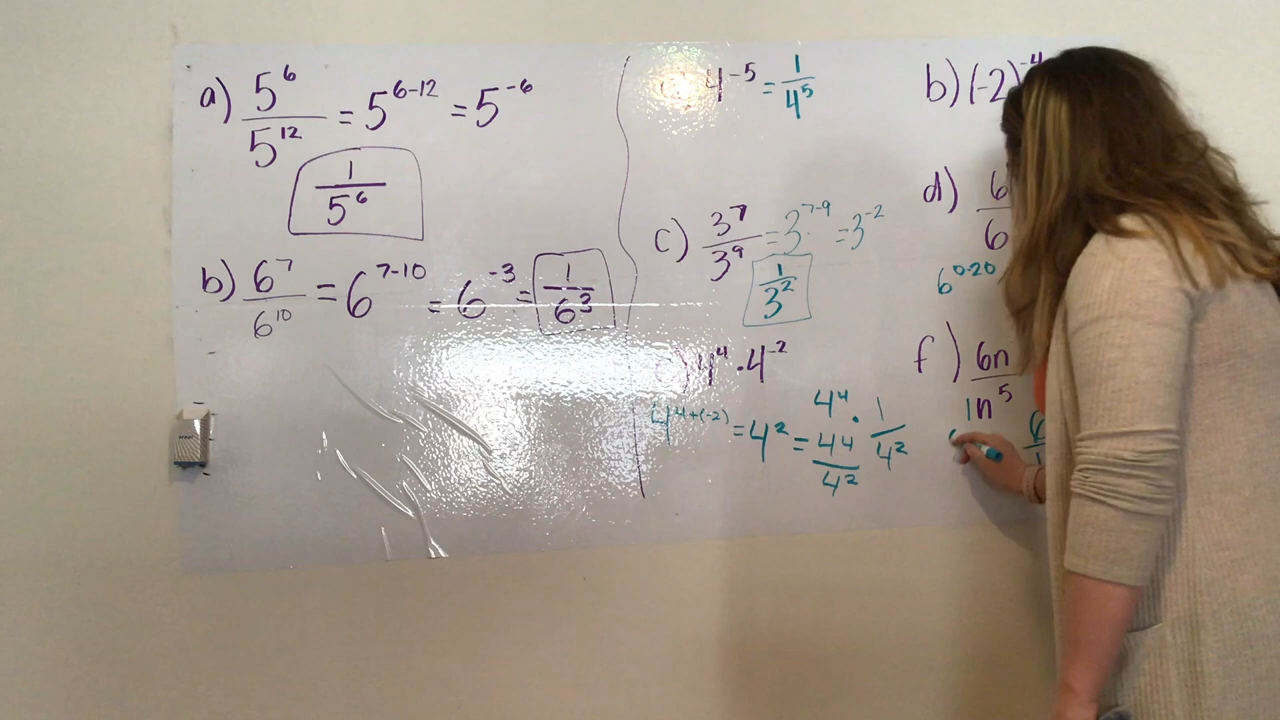 a) 5^6 / 5^12 = 5^(6-12) = 5^-6
1 / 5^6
b) 6^7 / 6^10 = 6^(7-10) = 6^-3 = 1 / 6^3
4^-5 = 1 / 4^5
c) 3^7 / 3^9 = 3^(7-9) = 3^-2
1 / 3^2
4^4 · 4^-2
4^(4+(-2)) = 4^2 = 44 / 4^2
4^4 · 1 / 4^2
b) (-2)^-4
d) 6 / 6
6^0-20
f) 6n / 1n^5